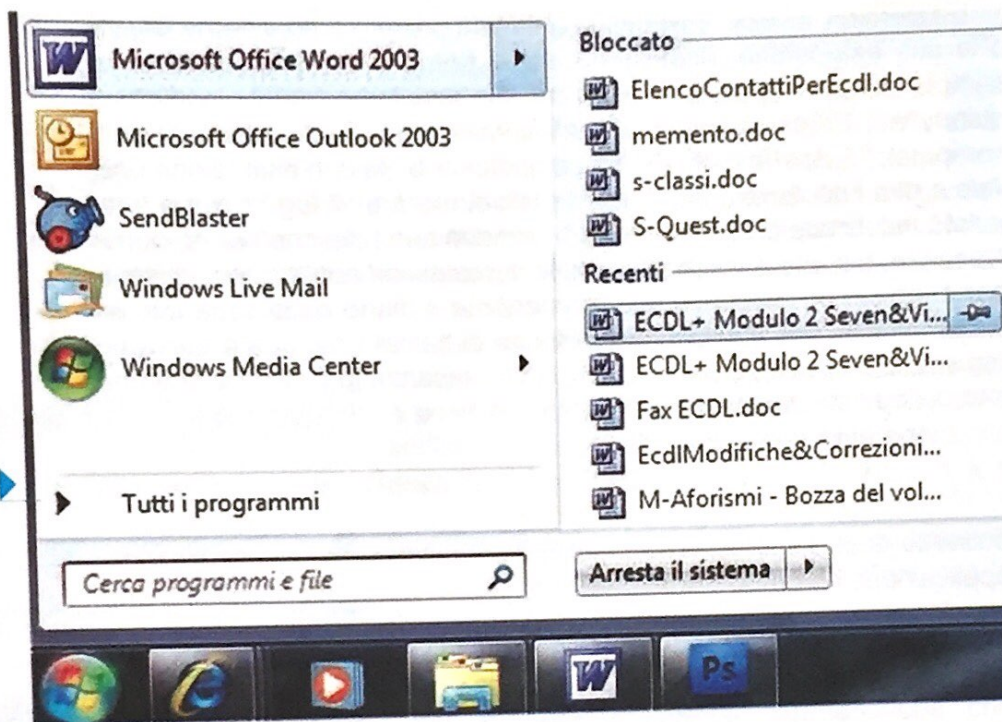 Microsoft Office Word 2003
Microsoft Office Outlook 2003
SendBlaster
Windows Live Mail
Windows Media Center
Tutti i programmi
Cerca programmi e file
Bloccato
ElencoContattiPerEcdl.doc
memento.doc
s-classi.doc
S-Quest.doc
Recenti
ECDL+ Modulo 2 Seven&Vi...
ECDL+ Modulo 2 Seven&Vi...
Fax ECDL.doc
EcdlModifiche&Correzioni...
M-Aforismi - Bozza del vol...
Arresta il sistema
W
Ps